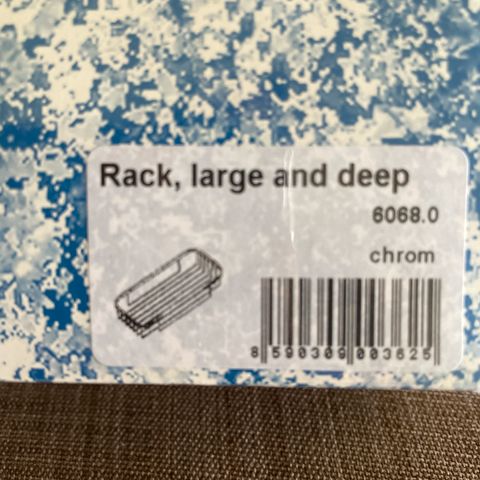 Rack, large and deep
6068.0
chrom
8 590309 003625